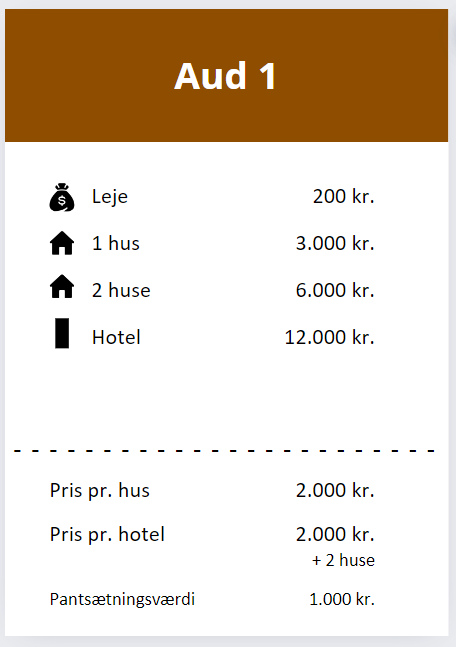 Aud 1
$ Leje 200 kr.
1 hus 3.000 kr.
2 huse 6.000 kr.
Hotel 12.000 kr.
Pris pr. hus 2.000 kr.
Pris pr. hotel 2.000 kr.
+ 2 huse
Pantsætningsværdi 1.000 kr.